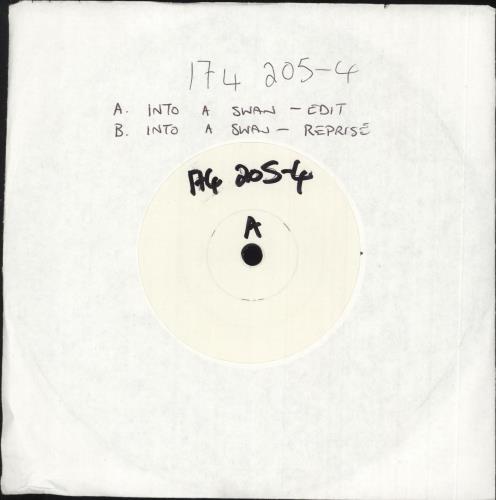 174 205-4
A. INTO A SWAN - EDIT
B. INTO A SWAN - REPRISE
174 205-4
A